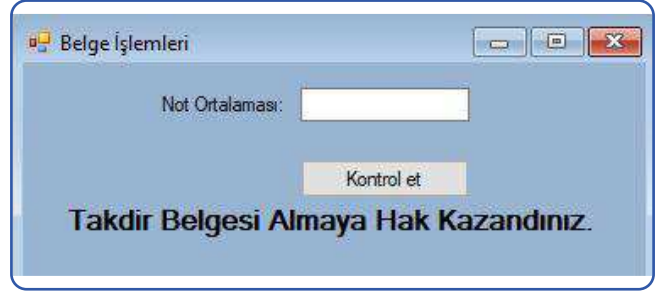 Belge İşlemleri
Not Ortalaması:
Kontrol et
Takdir Belgesi Almaya Hak Kazandınız.